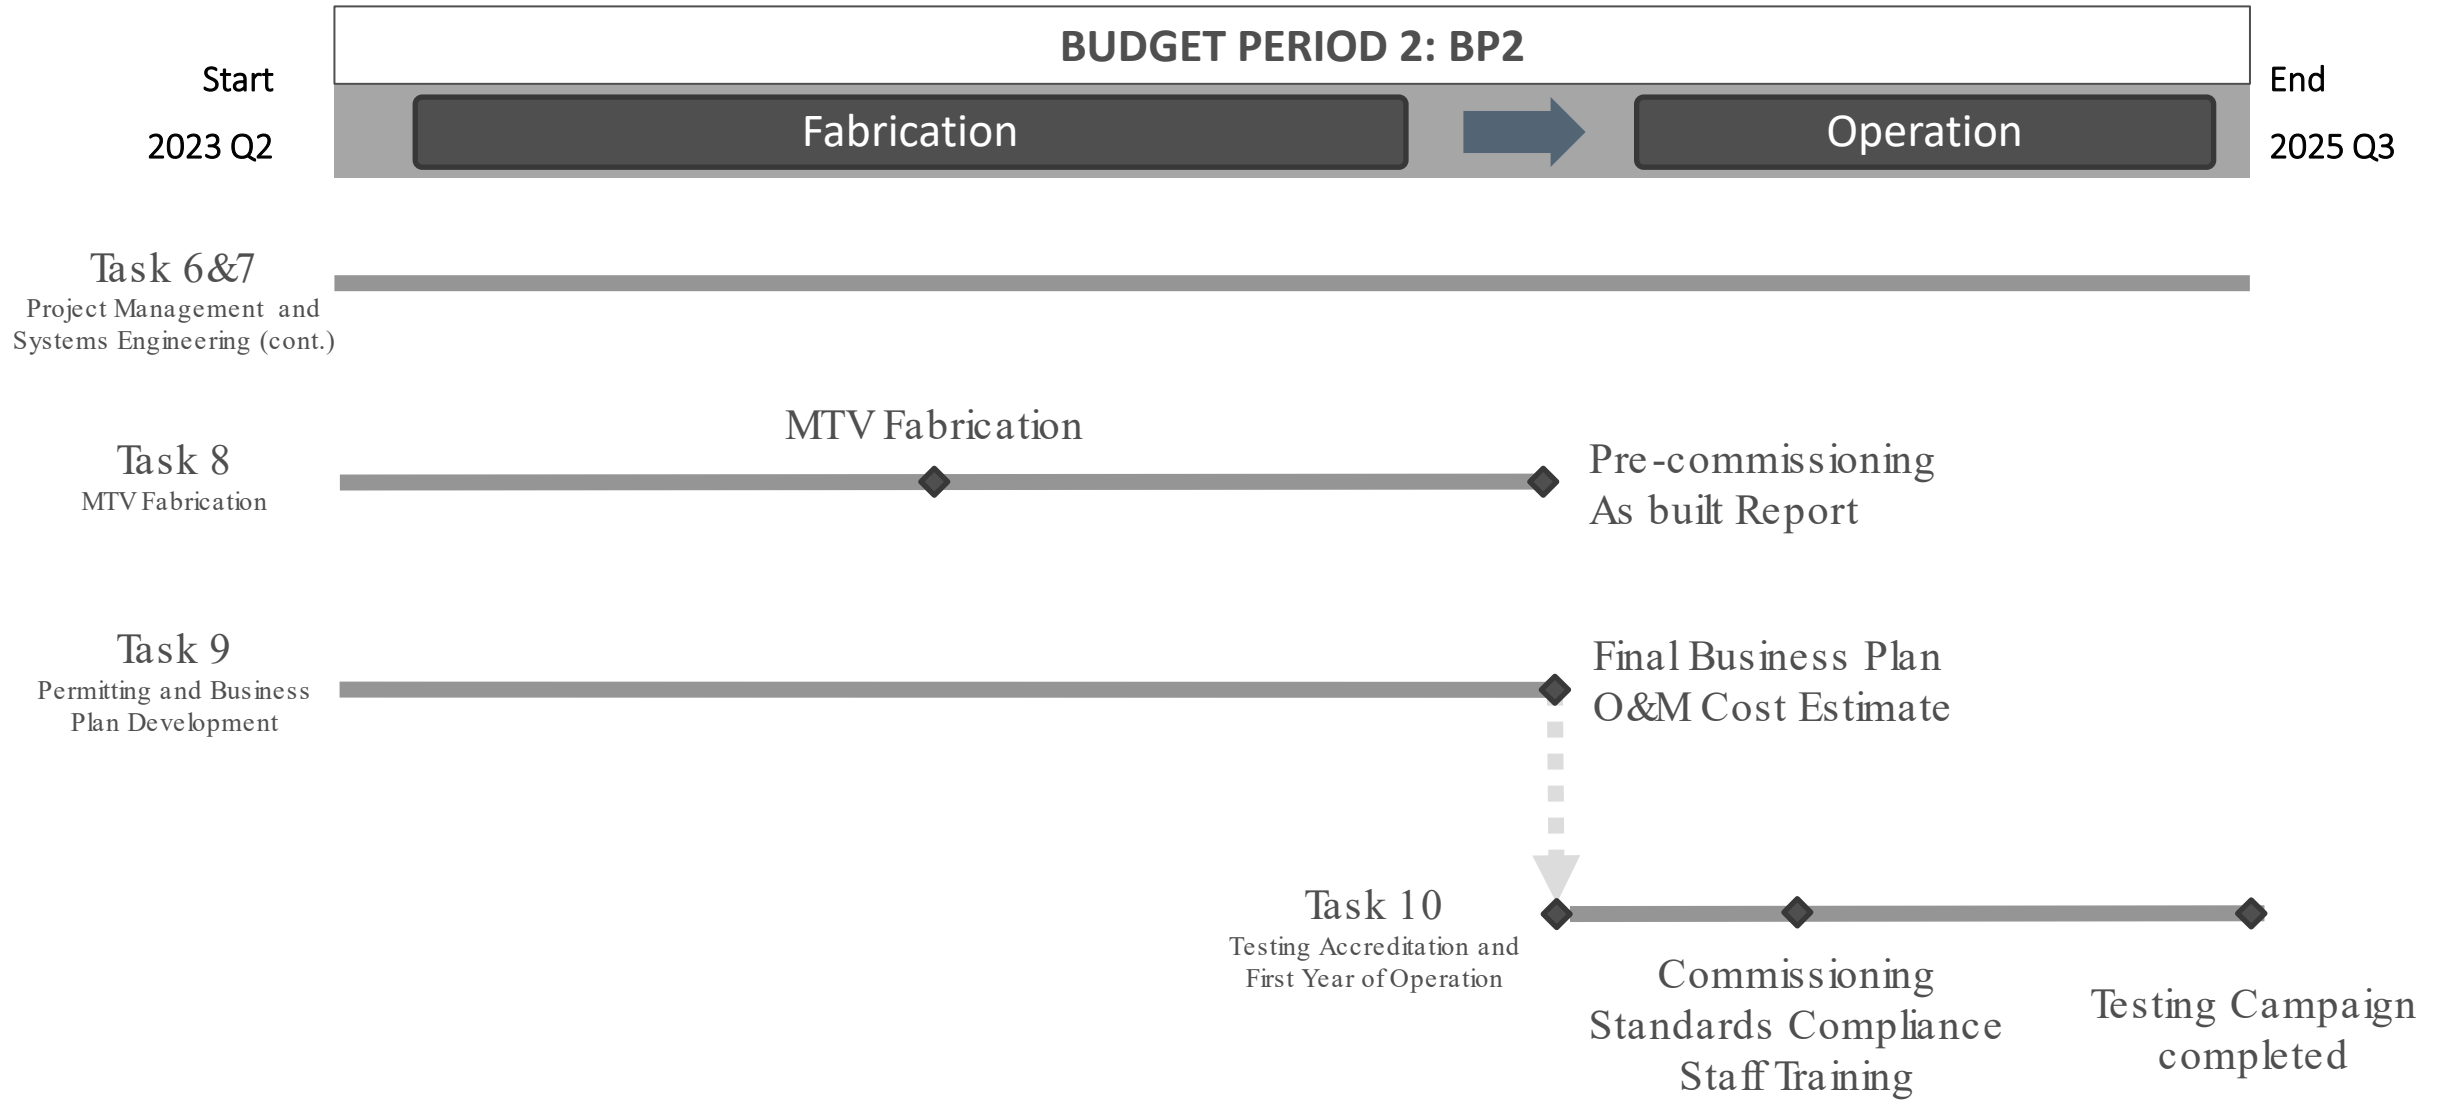 BUDGET PERIOD 2: BP2
Start
2023 Q2
Fabrication
Operation
End
2025 Q3
Task 6&7
Project Management and
Systems Engineering (cont.)
Task 8
MTV Fabrication
MTV Fabrication
Pre-commissioning
As built Report
Task 9
Permitting and Business
Plan Development
Final Business Plan
O&M Cost Estimate
Task 10
Testing Accreditation and
First Year of Operation
Commissioning
Standards Compliance
Staff Training
Testing Campaign
completed